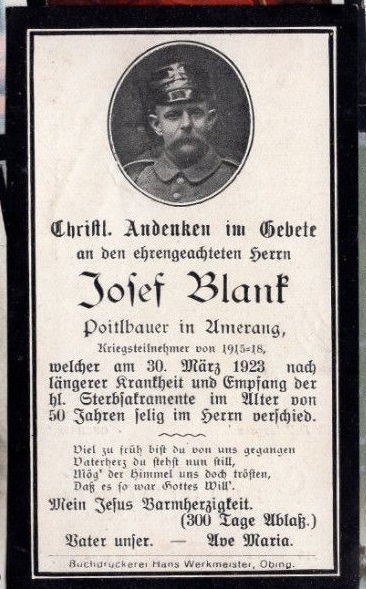 Christl. Andenken im Gebete
an den ehrengeachteten Herrn
Josef Blank
Poitlbauer in Amerang,
Kriegsteilnehmer von 1915-18,
welcher am 30. März 1923 nach
längerer Krankheit und Empfang der
hl. Sterbsakramente im Alter von
50 Jahren selig im Herrn verschied.
Viel zu früh bist du von uns gegangen
Vaterherz du stehst nun still,
Mög' der Himmel uns doch trösten,
Daß es so war Gottes Will'.
Mein Jesus Barmherzigkeit.
(300 Tage Ablaß.)
Vater unser. — Ave Maria.
Buchdruckerei Hans Werkmeister, Obing.